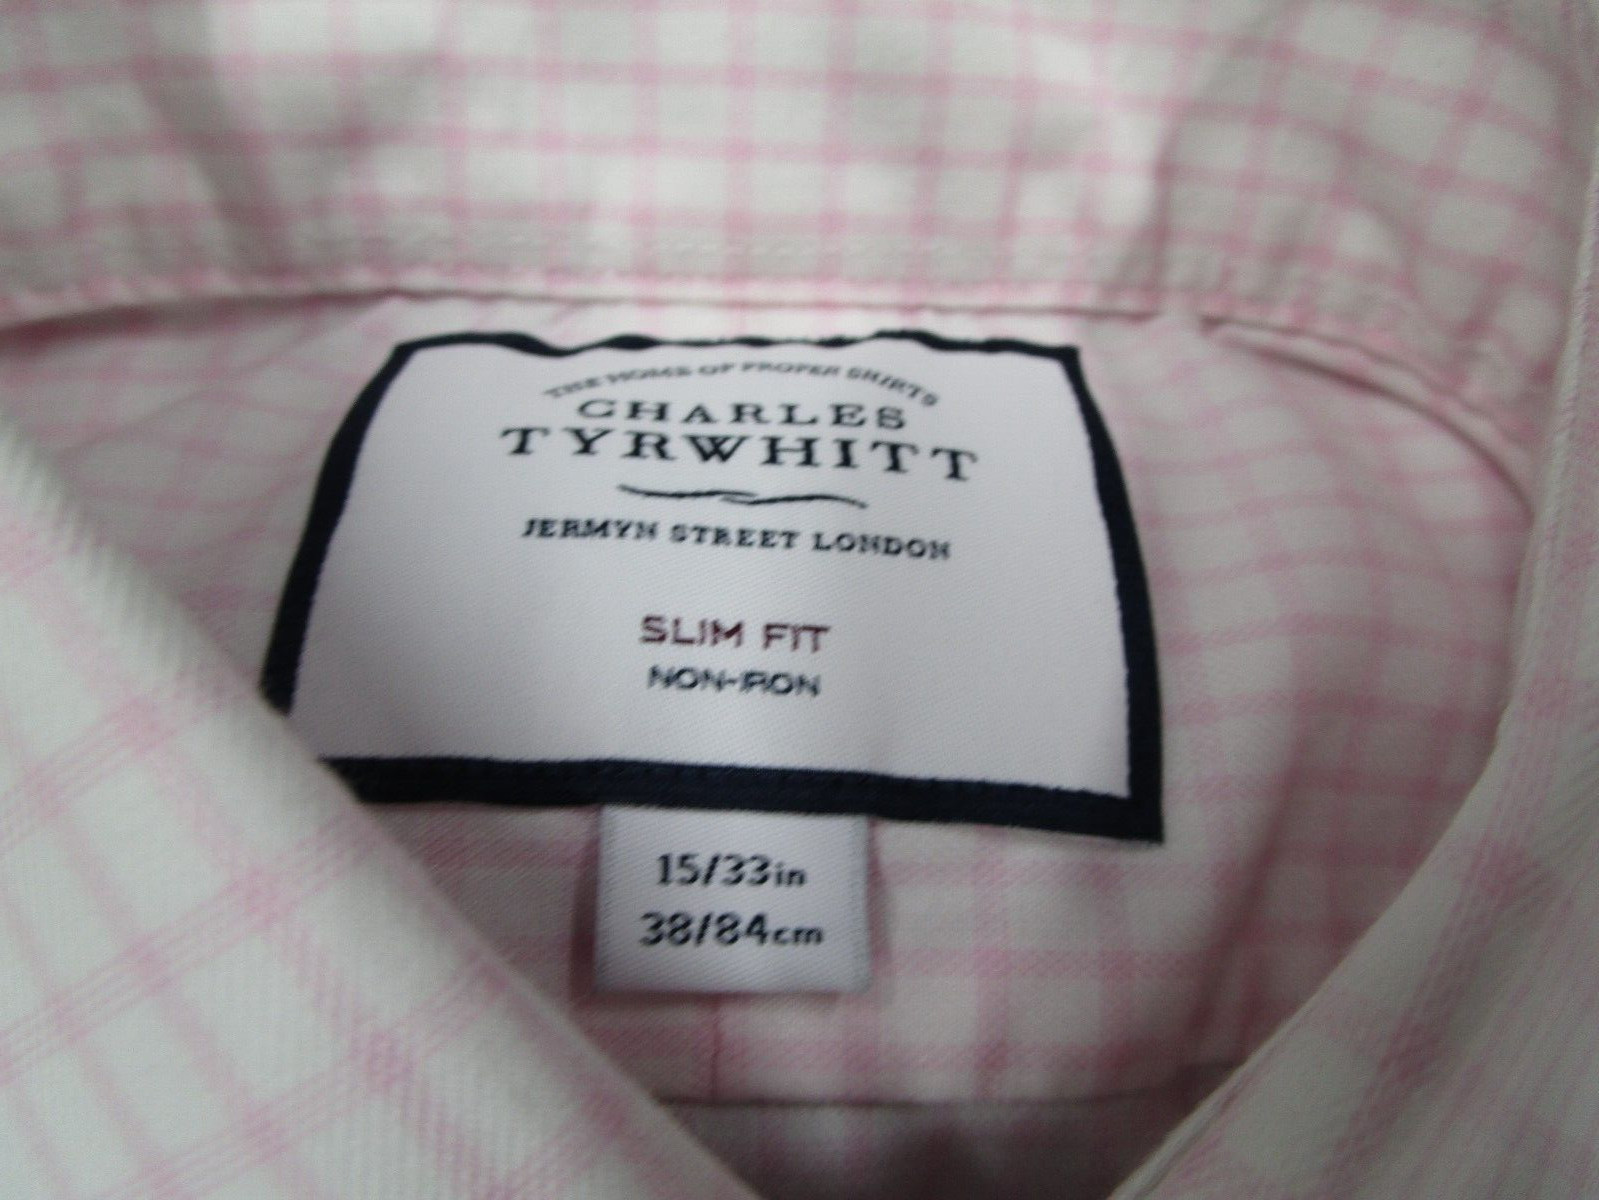 THE HOME OF PROPER SHIRTS
CHARLES
TYRWHITT
JERMYN STREET LONDON
SLIM FIT
NON-IRON
15/33in
38/84cm